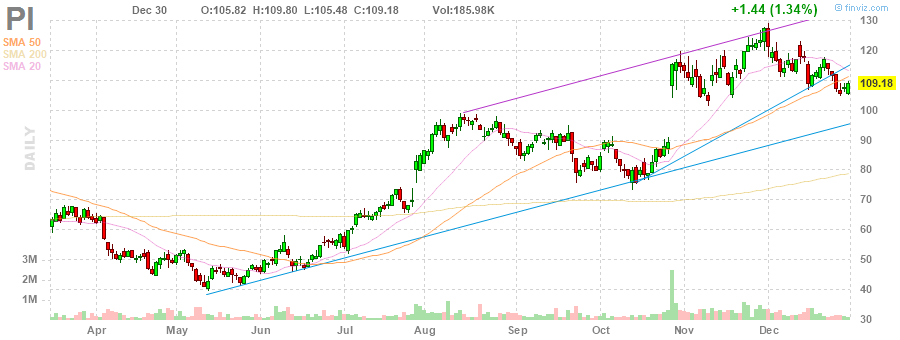 PI Dec 30 O:105.82 H:109.80 L:105.48 C:109.18 Vol:185.98K +1.44 (1.34%) © finviz.com
SMA 50
SMA 200
SMA 20
DAILY
130
120
109.18
100
90
80
70
60
50
40
30
3M
2M
1M
Apr May Jun Jul Aug Sep Oct Nov Dec